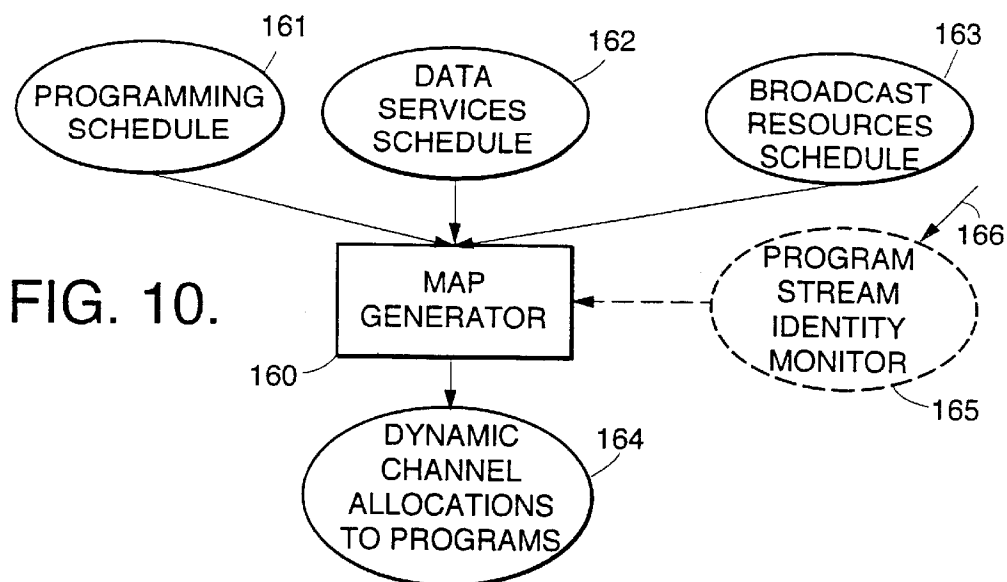 161
PROGRAMMING
SCHEDULE
162
DATA
SERVICES
SCHEDULE
163
BROADCAST
RESOURCES
SCHEDULE
166
FIG. 10.
MAP
GENERATOR
160
PROGRAM
STREAM
IDENTITY
MONITOR
165
164
DYNAMIC
CHANNEL
ALLOCATIONS
TO PROGRAMS